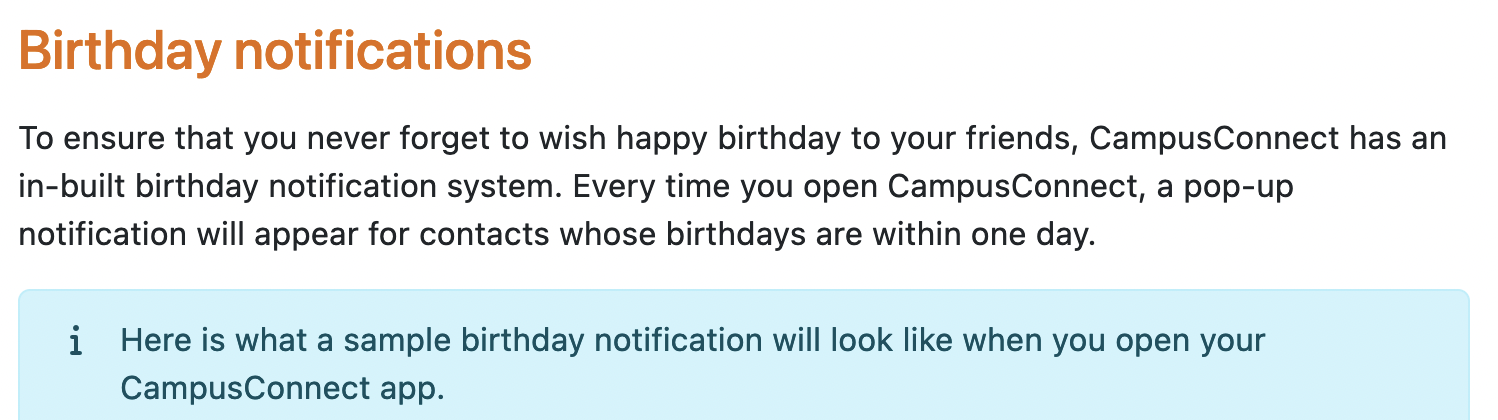 Birthday notifications
To ensure that you never forget to wish happy birthday to your friends, CampusConnect has an
in-built birthday notification system. Every time you open CampusConnect, a pop-up
notification will appear for contacts whose birthdays are within one day.
Here is what a sample birthday notification will look like when you open your
CampusConnect app.